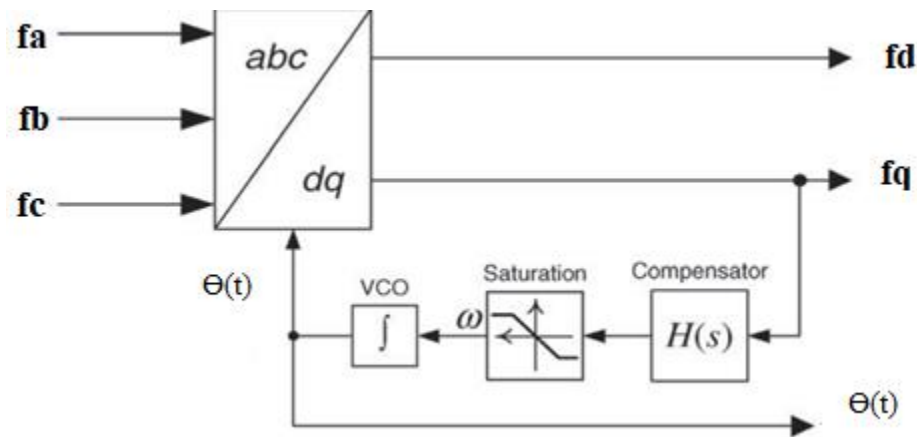 fa
abc
fd
fb
dq
fq
fc
Θ(t)
VCO
∫
ω
Saturation
Compensator
H(s)
Θ(t)